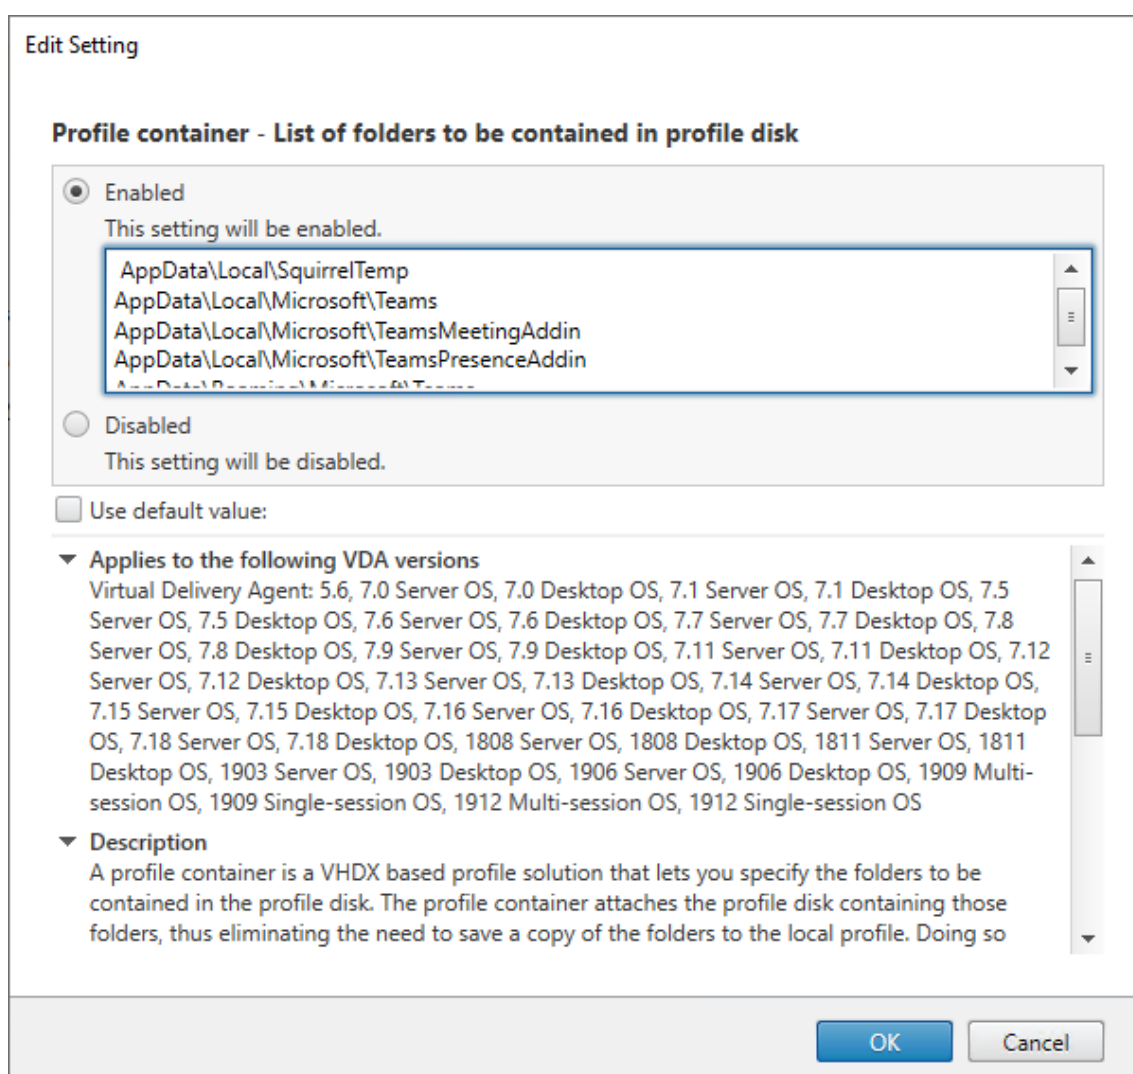 Edit Setting
Profile container - List of folders to be contained in profile disk
Enabled
This setting will be enabled.
AppData\Local\SquirrelTemp
AppData\Local\Microsoft\Teams
AppData\Local\Microsoft\TeamsMeetingAddin
AppData\Local\Microsoft\TeamsPresenceAddin
AppData\Roaming\Microsoft\Teams
Disabled
This setting will be disabled.
Use default value:
Applies to the following VDA versions
Virtual Delivery Agent: 5.6, 7.0 Server OS, 7.0 Desktop OS, 7.1 Server OS, 7.1 Desktop OS, 7.5
Server OS, 7.5 Desktop OS, 7.6 Server OS, 7.6 Desktop OS, 7.7 Server OS, 7.7 Desktop OS, 7.8
Server OS, 7.8 Desktop OS, 7.9 Server OS, 7.9 Desktop OS, 7.11 Server OS, 7.11 Desktop OS, 7.12
Server OS, 7.12 Desktop OS, 7.13 Server OS, 7.13 Desktop OS, 7.14 Server OS, 7.14 Desktop OS,
7.15 Server OS, 7.15 Desktop OS, 7.16 Server OS, 7.16 Desktop OS, 7.17 Server OS, 7.17 Desktop
OS, 7.18 Server OS, 7.18 Desktop OS, 1808 Server OS, 1808 Desktop OS, 1811 Server OS, 1811
Desktop OS, 1903 Server OS, 1903 Desktop OS, 1906 Server OS, 1906 Desktop OS, 1909 Multi-
session OS, 1909 Single-session OS, 1912 Multi-session OS, 1912 Single-session OS
Description
A profile container is a VHDX based profile solution that lets you specify the folders to be
contained in the profile disk. The profile container attaches the profile disk containing those
folders, thus eliminating the need to save a copy of the folders to the local profile. Doing so
OK
Cancel